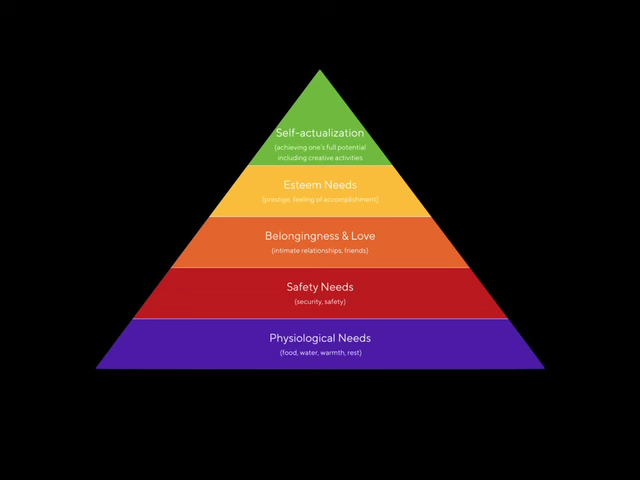 Self-actualization
(achieving one's full potential
including creative activities
Esteem Needs
(prestige, feeling of accomplishment)
Belongingness & Love
(intimate relationships, friends)
Safety Needs
(security, safety)
Physiological Needs
(food, water, warmth, rest)